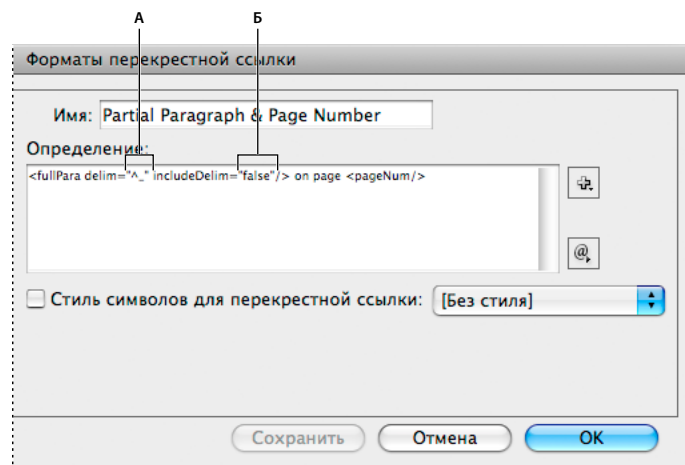 А Б
Форматы перекрестной ссылки
Имя: Partial Paragraph & Page Number
Определение:
<fullPara delim="^_" includeDelim="false"/> on page <pageNum/>
@
Стиль символов для перекрестной ссылки: [Без стиля]
Сохранить Отмена OK